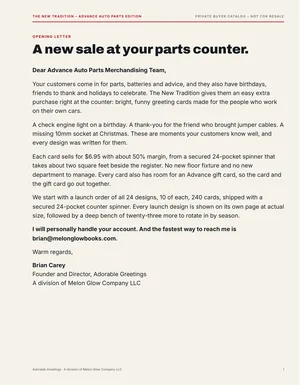 THE NEW TRADITION · ADVANCE AUTO PARTS EDITION
PRIVATE BUYER CATALOG · NOT FOR RESALE
OPENING LETTER
A new sale at your parts counter.
Dear Advance Auto Parts Merchandising Team,
Your customers come in for parts, batteries and advice, and they also have birthdays,
friends to thank and holidays to celebrate. The New Tradition gives them an easy extra
purchase right at the counter: bright, funny greeting cards made for the people who work
on their own cars.
A check engine light on a birthday. A thank-you for the friend who brought jumper cables. A
missing 10mm socket at Christmas. These are moments your customers know well, and
every design was written for them.
Each card sells for $6.95 with about 50% margin, from a secured 24-pocket spinner that
takes about two square feet beside the register. No new floor fixture and no new
department to manage. Every card also has room for an Advance gift card, so the card and
the gift card go out together.
We start with a launch order of all 24 designs, 10 of each, 240 cards, shipped with a
secured 24-pocket counter spinner. Every launch design is shown on its own page at actual
size, followed by a deep bench of twenty-three more to rotate in by season.
I will personally handle your account. And the fastest way to reach me is
brian@melonglowbooks.com.
Warm regards,
Brian Carey
Founder and Director, Adorable Greetings
A division of Melon Glow Company LLC
Adorable Greetings · A division of Melon Glow Company LLC